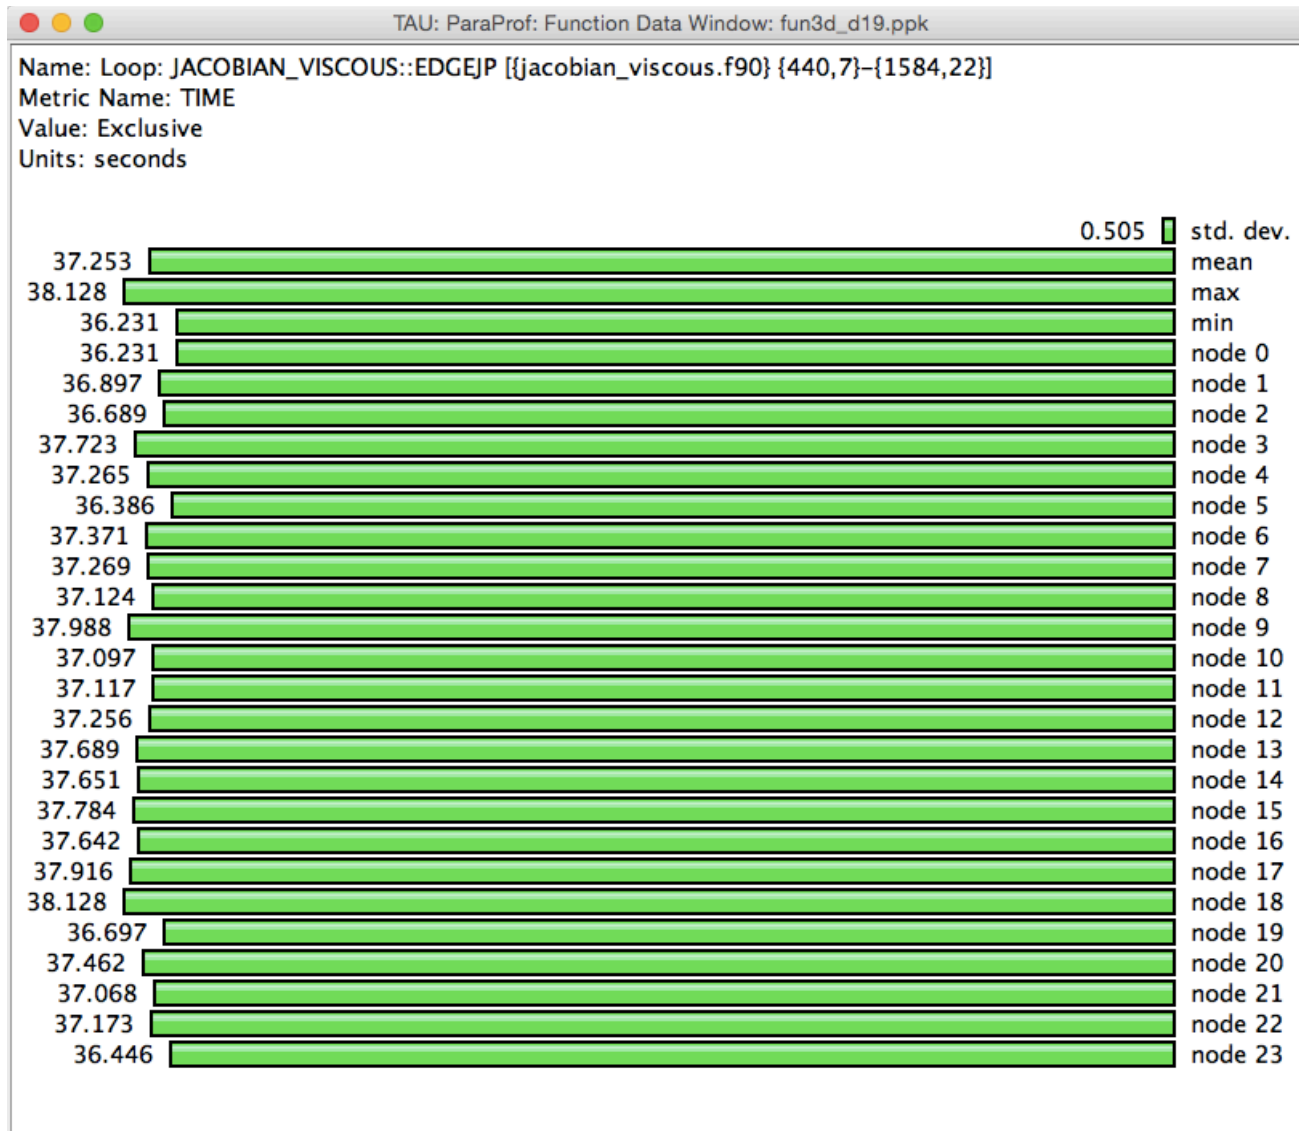 TAU: ParaProf: Function Data Window: fun3d_d19.ppk
Name: Loop: JACOBIAN_VISCOUS::EDGEJP [{jacobian_viscous.f90} {440,7}-{1584,22}]
Metric Name: TIME
Value: Exclusive
Units: seconds
0.505 std. dev.
37.253 mean
38.128 max
36.231 min
36.231 node 0
36.897 node 1
36.689 node 2
37.723 node 3
37.265 node 4
36.386 node 5
37.371 node 6
37.269 node 7
37.124 node 8
37.988 node 9
37.097 node 10
37.117 node 11
37.256 node 12
37.689 node 13
37.651 node 14
37.784 node 15
37.642 node 16
37.916 node 17
38.128 node 18
36.697 node 19
37.462 node 20
37.068 node 21
37.173 node 22
36.446 node 23